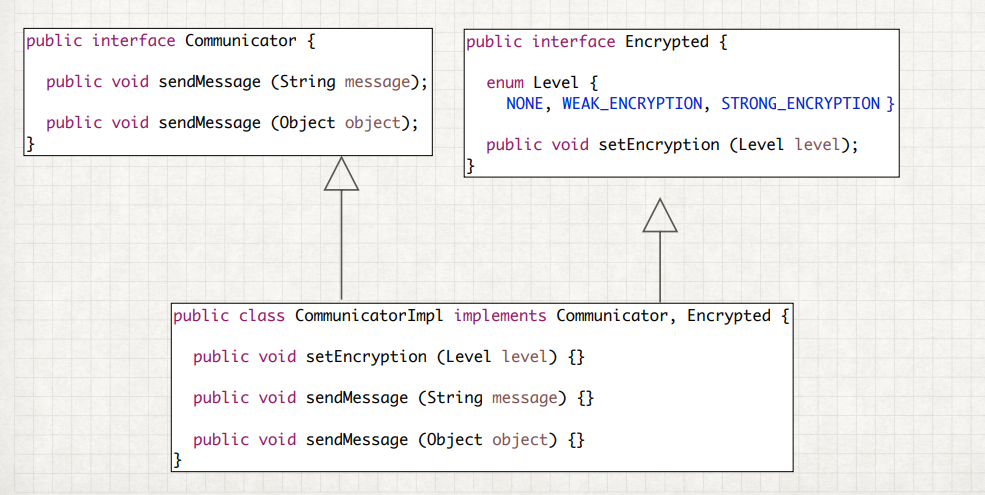 public interface Communicator {
public void sendMessage (String message);
public void sendMessage (Object object);
}
public interface Encrypted {
enum Level {
NONE, WEAK_ENCRYPTION, STRONG_ENCRYPTION }
public void setEncryption (Level level);
}
public class CommunicatorImpl implements Communicator, Encrypted {
public void setEncryption (Level level) {}
public void sendMessage (String message) {}
public void sendMessage (Object object) {}
}